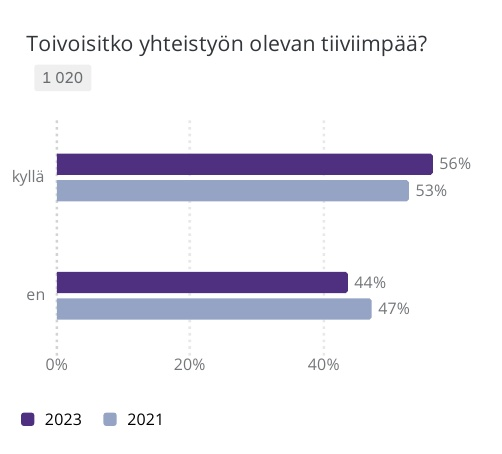 Toivoisitko yhteistyön olevan tiiviimpää?
1 020
kyllä
56%
53%
en
44%
47%
0% 20% 40%
2023 2021